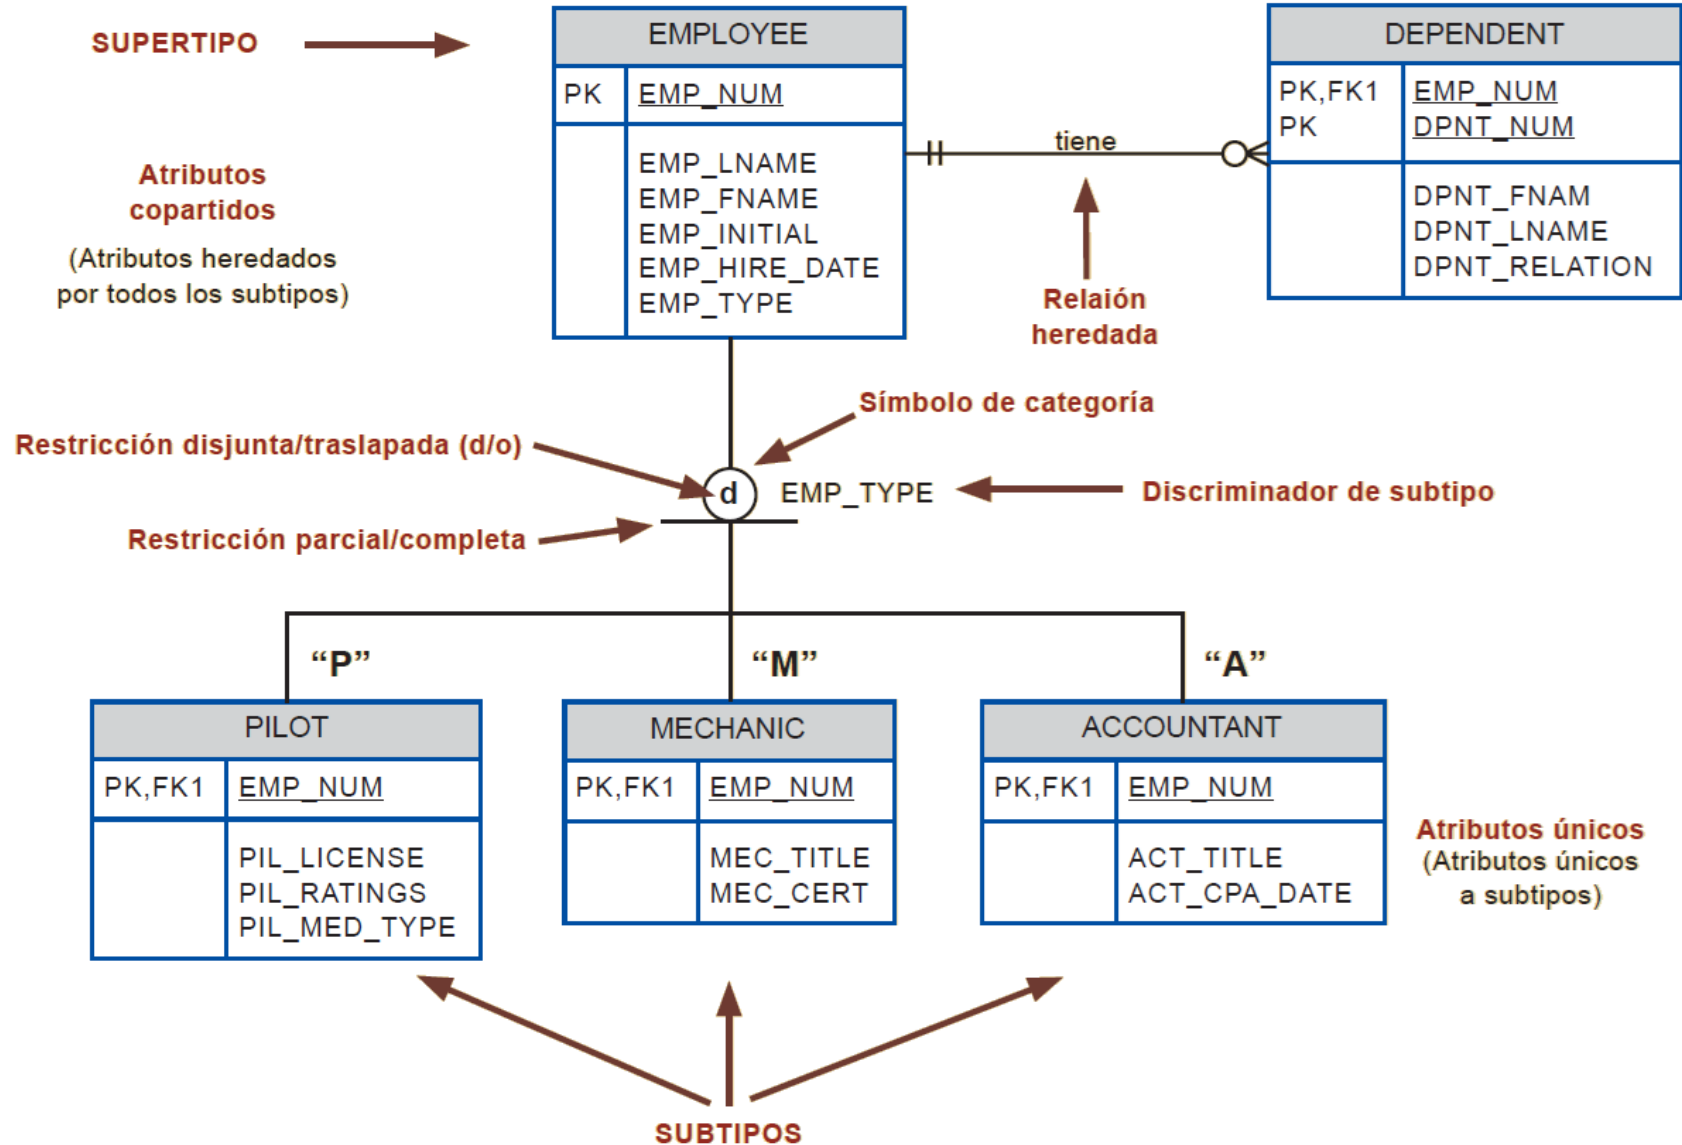 SUPERTIPO
EMPLOYEE
PK
EMP_NUM
EMP_LNAME
EMP_FNAME
EMP_INITIAL
EMP_HIRE_DATE
EMP_TYPE
DEPENDENT
PK,FK1
EMP_NUM
PK
DPNT_NUM
DPNT_FNAM
DPNT_LNAME
DPNT_RELATION
tiene
Relaión
heredada
Atributos
copartidos
(Atributos heredados
por todos los subtipos)
Símbolo de categoría
Restricción disjunta/traslapada (d/o)
d
EMP_TYPE
Discriminador de subtipo
Restricción parcial/completa
“P”
“M”
“A”
PILOT
PK,FK1
EMP_NUM
PIL_LICENSE
PIL_RATINGS
PIL_MED_TYPE
MECHANIC
PK,FK1
EMP_NUM
MEC_TITLE
MEC_CERT
ACCOUNTANT
PK,FK1
EMP_NUM
ACT_TITLE
ACT_CPA_DATE
Atributos únicos
(Atributos únicos
a subtipos)
SUBTIPOS